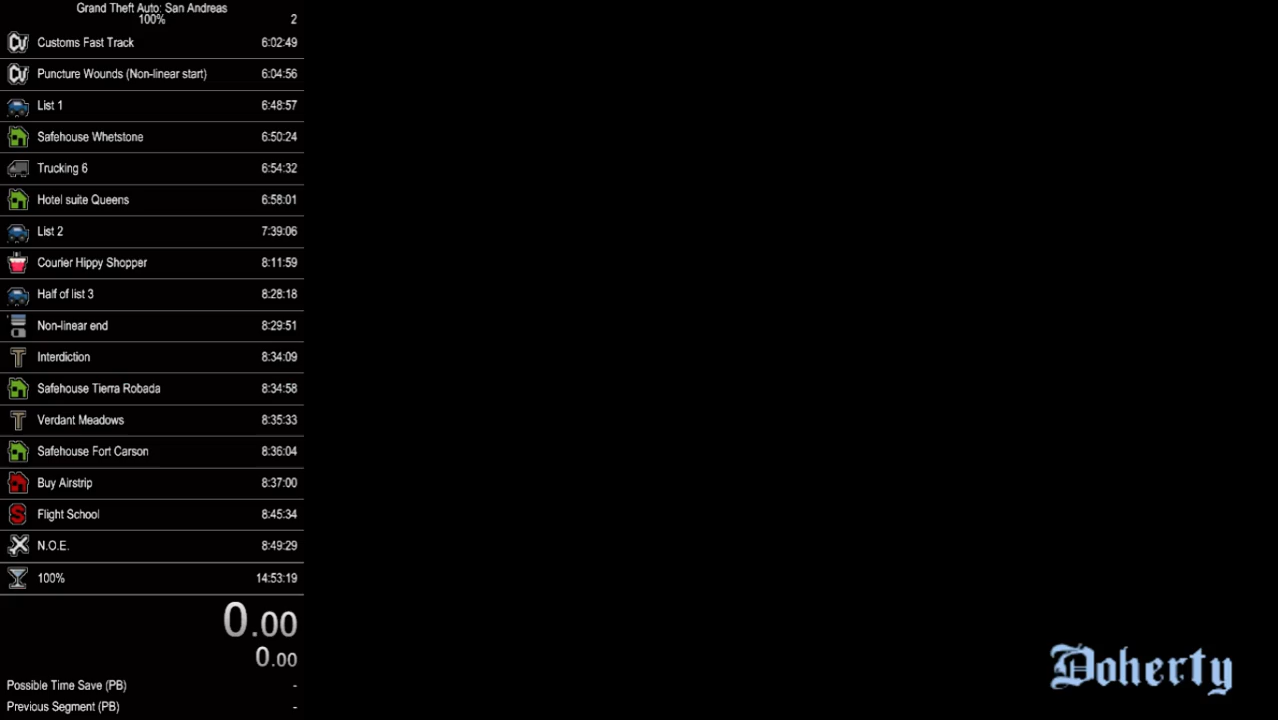 Grand Theft Auto: San Andreas
100% 2
Customs Fast Track 6:02:49
Puncture Wounds (Non-linear start) 6:04:56
List 1 6:48:57
Safehouse Whetstone 6:50:24
Trucking 6 6:54:32
Hotel suite Queens 6:58:01
List 2 7:39:06
Courier Hippy Shopper 8:11:59
Half of list 3 8:28:18
Non-linear end 8:29:51
Interdiction 8:34:09
Safehouse Tierra Robada 8:34:58
Verdant Meadows 8:35:33
Safehouse Fort Carson 8:36:04
Buy Airstrip 8:37:00
Flight School 8:45:34
N.O.E. 8:49:29
100% 14:53:19
0.00
0.00
Possible Time Save (PB) -
Previous Segment (PB) -
Doherty